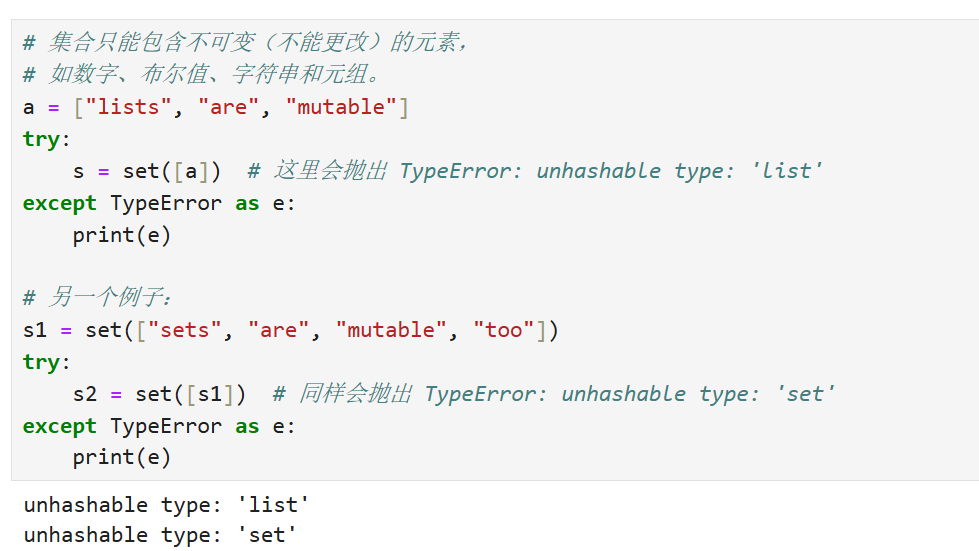 # 集合只能包含不可变（不能更改）的元素，
# 如数字、布尔值、字符串和元组。
a = ["lists", "are", "mutable"]
try:
    s = set([a])  # 这里会抛出 TypeError: unhashable type: 'list'
except TypeError as e:
    print(e)

# 另一个例子：
s1 = set(["sets", "are", "mutable", "too"])
try:
    s2 = set([s1])  # 同样会抛出 TypeError: unhashable type: 'set'
except TypeError as e:
    print(e)
unhashable type: 'list'
unhashable type: 'set'